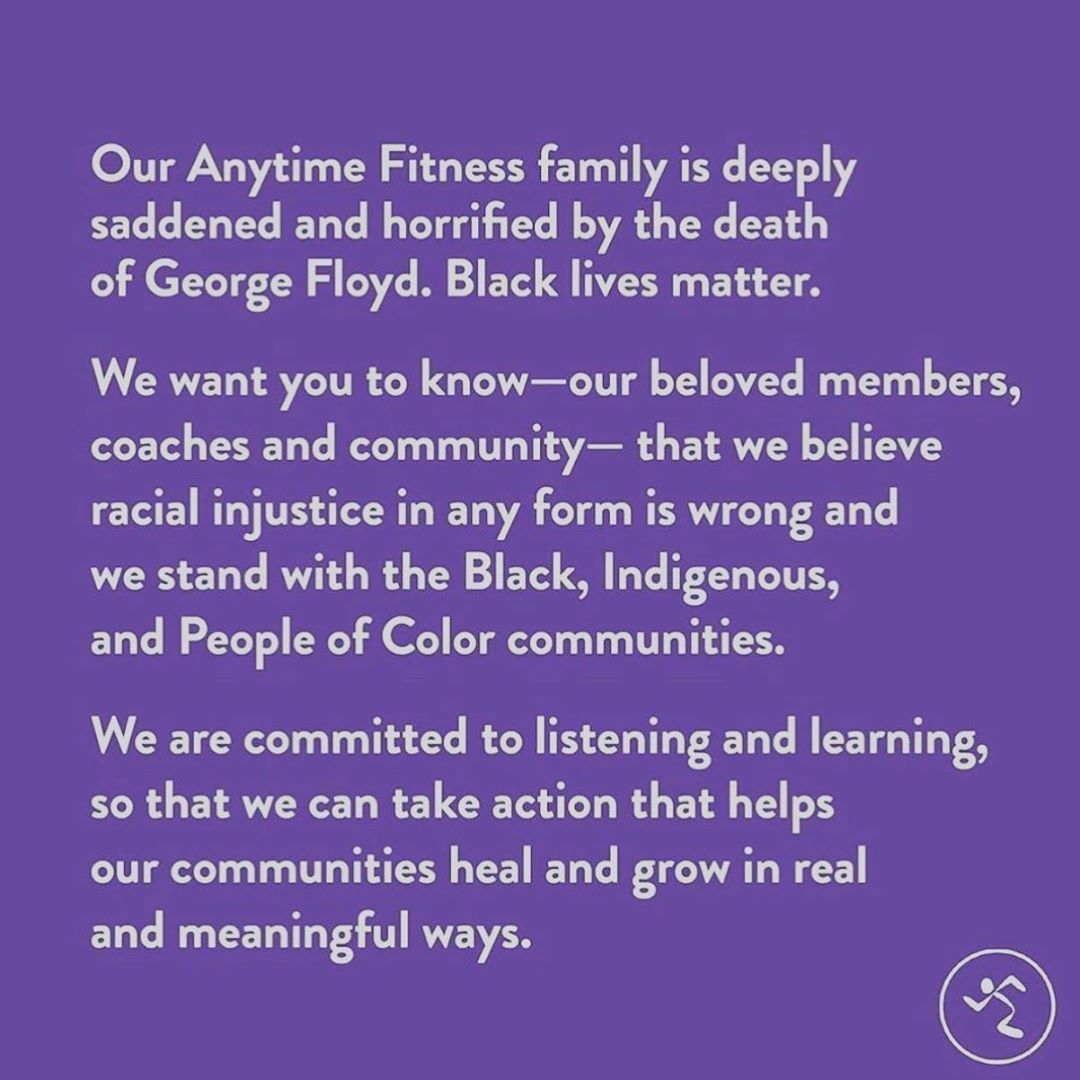 Our Anytime Fitness family is deeply
saddened and horrified by the death
of George Floyd. Black lives matter.
We want you to know—our beloved members,
coaches and community— that we believe
racial injustice in any form is wrong and
we stand with the Black, Indigenous,
and People of Color communities.
We are committed to listening and learning,
so that we can take action that helps
our communities heal and grow in real
and meaningful ways.